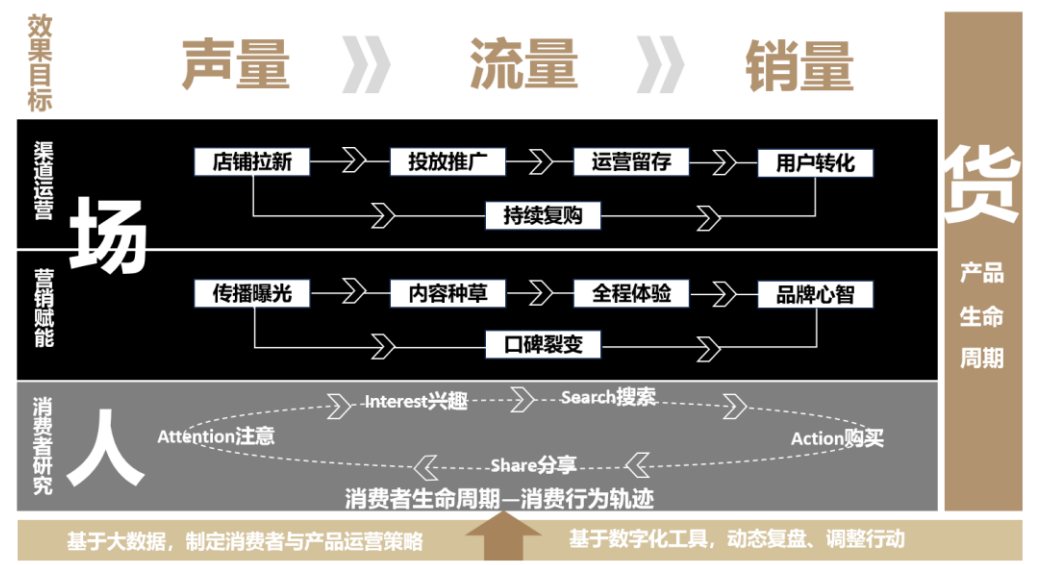 效果目标
声量
流量
销量
货
产品
生命
周期
渠道运营
场
店铺拉新
投放推广
运营留存
用户转化
持续复购
营销赋能
传播曝光
内容种草
全程体验
品牌心智
口碑裂变
消费者研究
人
Attention注意
Interest兴趣
Search搜索
Action购买
Share分享
消费者生命周期—消费行为轨迹
基于大数据，制定消费者与产品运营策略
基于数字化工具，动态复盘、调整行动